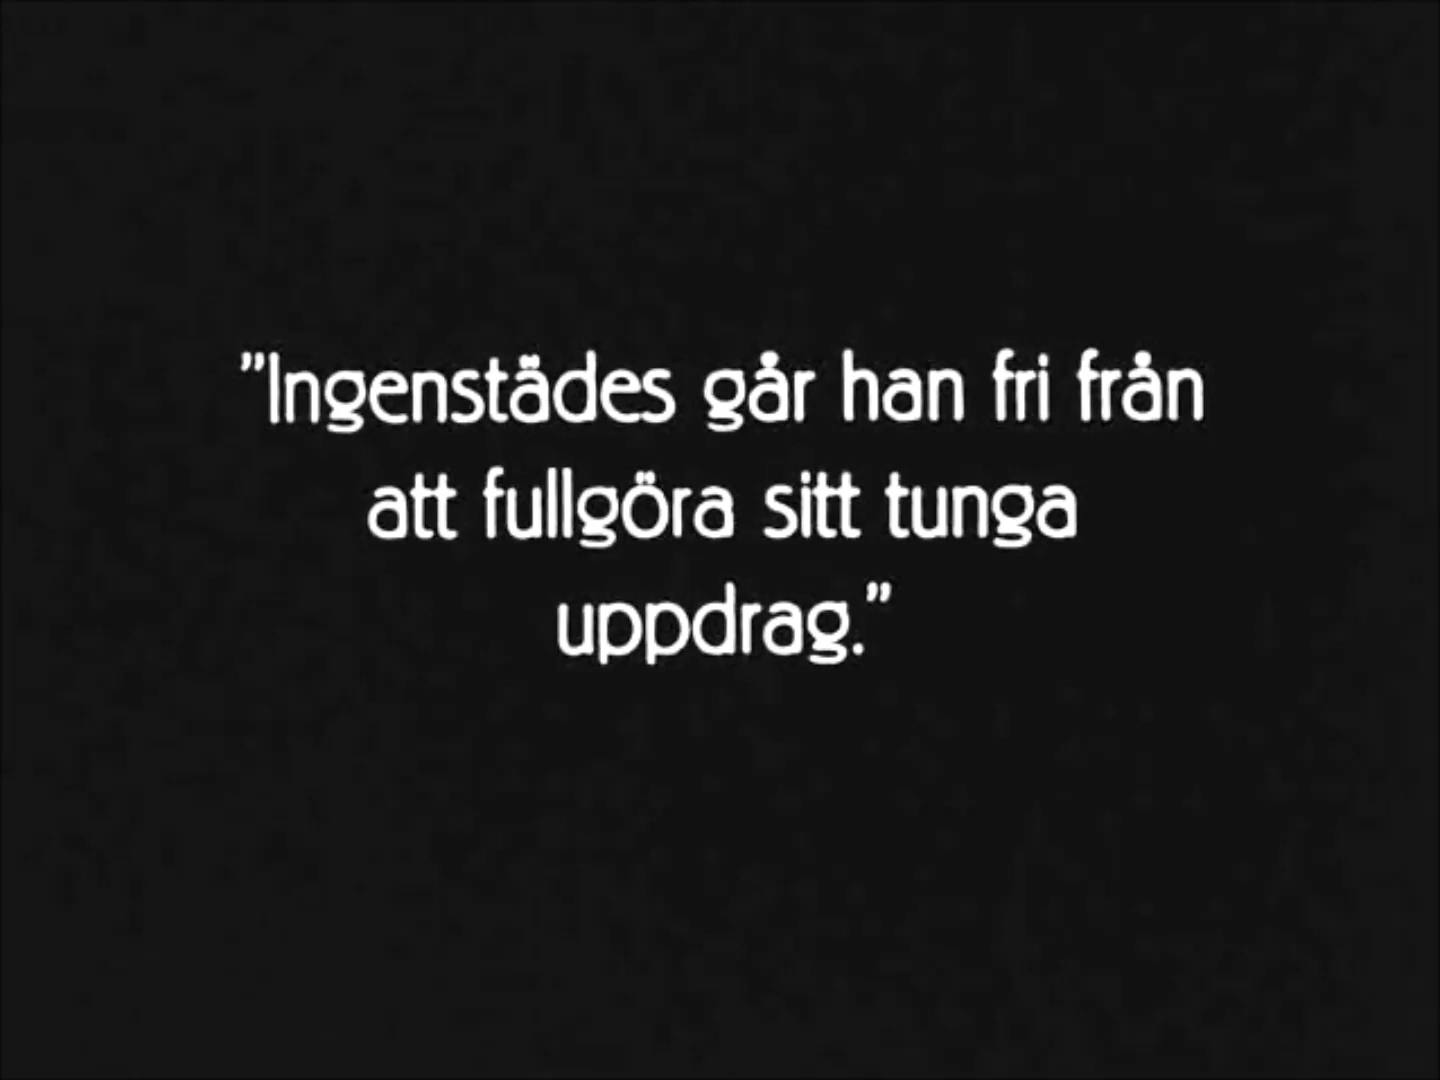 ”Ingenstädes går han fri från
att fullgöra sitt tunga
uppdrag.”